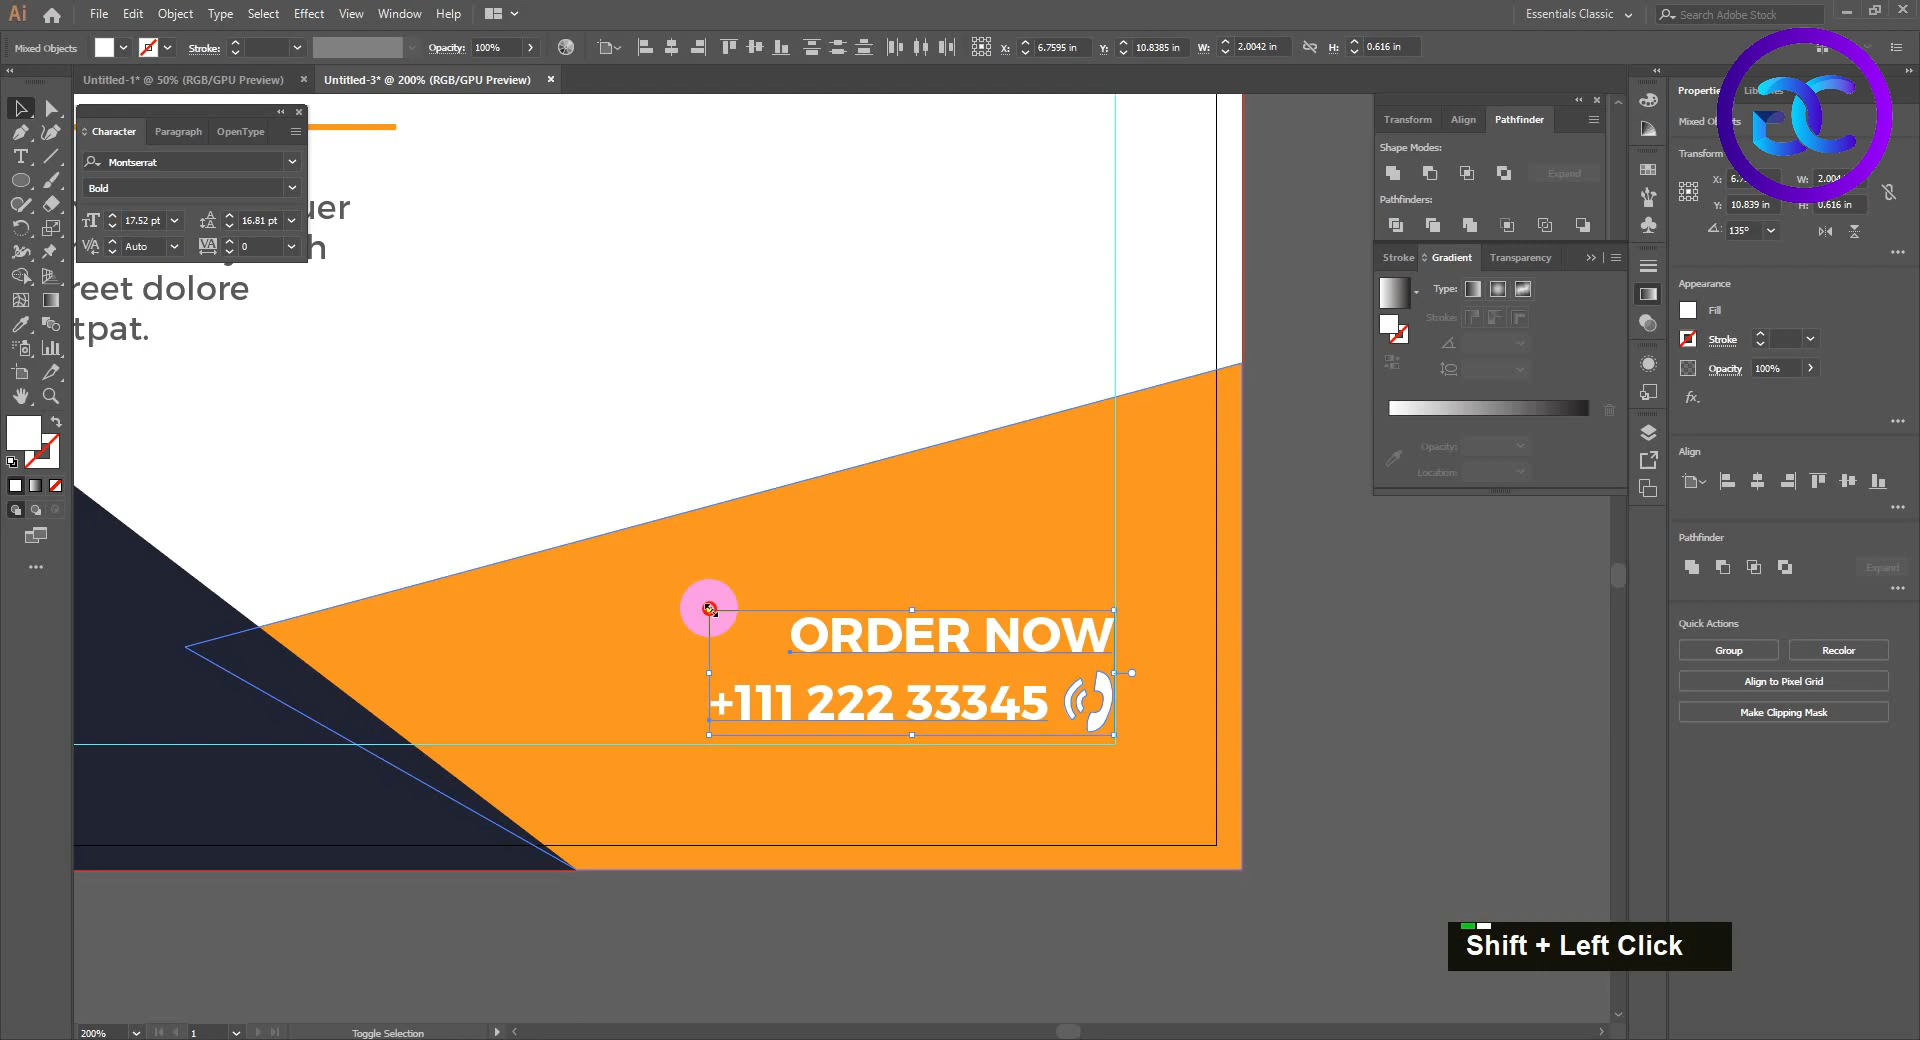 Ai File Edit Object Type Select Effect View Window Help Essentials Classic Search Adobe Stock
Mixed Objects Stroke: Opacity: 100% X: 6.7595 in Y: 10.8385 in W: 2.0042 in H: 0.616 in
Untitled-1* @ 50% (RGB/GPU Preview) Untitled-3* @ 200% (RGB/GPU Preview)
Character Paragraph OpenType
Montserrat
Bold
17.52 pt 16.81 pt
Auto 0
uer
h
reet dolore
tpat.
ORDER NOW
+111 222 33345
Transform Align Pathfinder
Shape Modes:
Expand
Pathfinders:
Stroke Gradient Transparency
Type:
Stroke:
Opacity:
Location:
Mixed Objects
Transform
X: W:
Y: 10.839 in H: 0.616 in
135°
Appearance
Fill
Stroke
Opacity 100%
fx.
Align
Pathfinder
Expand
Quick Actions
Group Recolor
Align to Pixel Grid
Make Clipping Mask
Shift + Left Click
200% 1 Toggle Selection